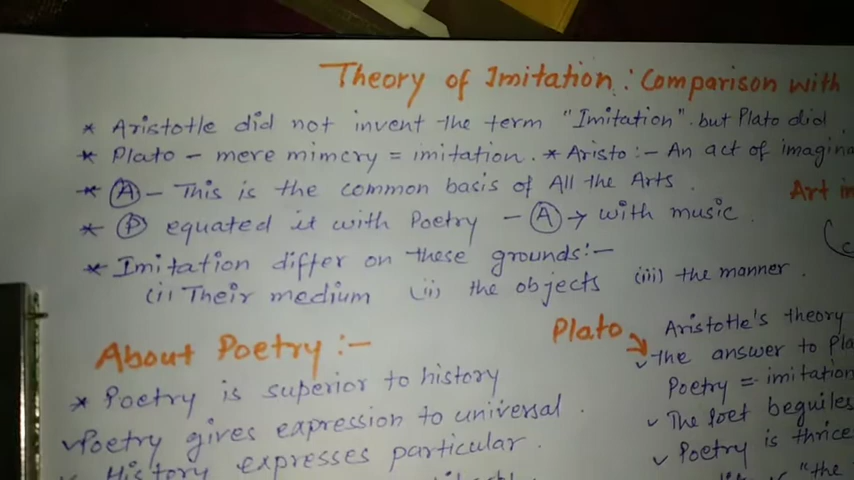 Theory of Imitation : Comparison with
* Aristotle did not invent the term "Imitation" but Plato did
* Plato - mere mimcry = imitation. * Aristo :- An act of imagina
* (A) - This is the common basis of All the Arts.
Art in
* (P) equated it with Poetry - (A) → with music.
* Imitation differ on these grounds:-
(i) Their medium (ii) the objects (iii) the manner.
About Poetry :-
* Poetry is superior to history
✓Poetry gives expression to universal.
History expresses particular.
Plato
Aristotle's theory
✓ the answer to Pla
Poetry = imitation
✓ The Poet beguiles
✓ Poetry is thrice
"the